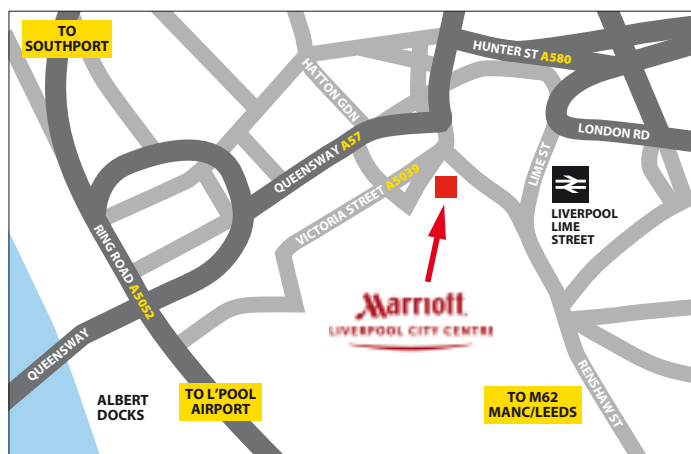 TO
SOUTHPORT
HUNTER ST A580
HATTON GDN
LONDON RD
QUEENSWAY A57
LIME ST
VICTORIA STREET A5039
LIVERPOOL
LIME
STREET
RING ROAD A5052
Marriott
LIVERPOOL CITY CENTRE
QUEENSWAY
RENSHAW ST
ALBERT
DOCKS
TO L'POOL
AIRPORT
TO M62
MANC/LEEDS